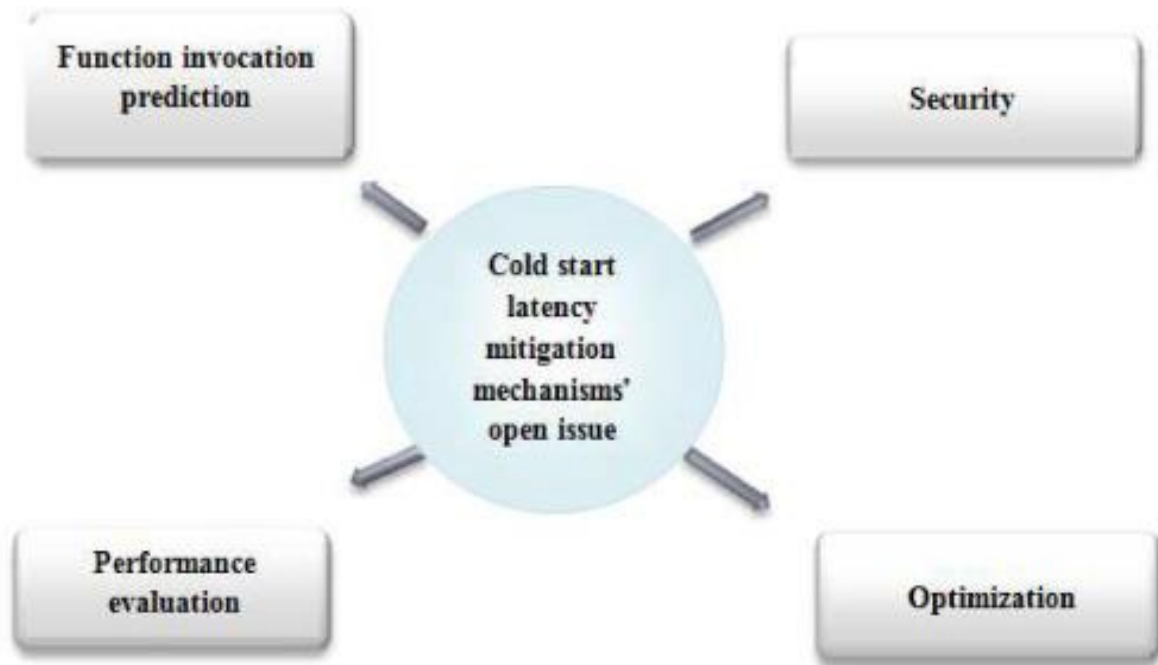 Function invocation
prediction
Security
Cold start
latency
mitigation
mechanisms'
open issue
Performance
evaluation
Optimization